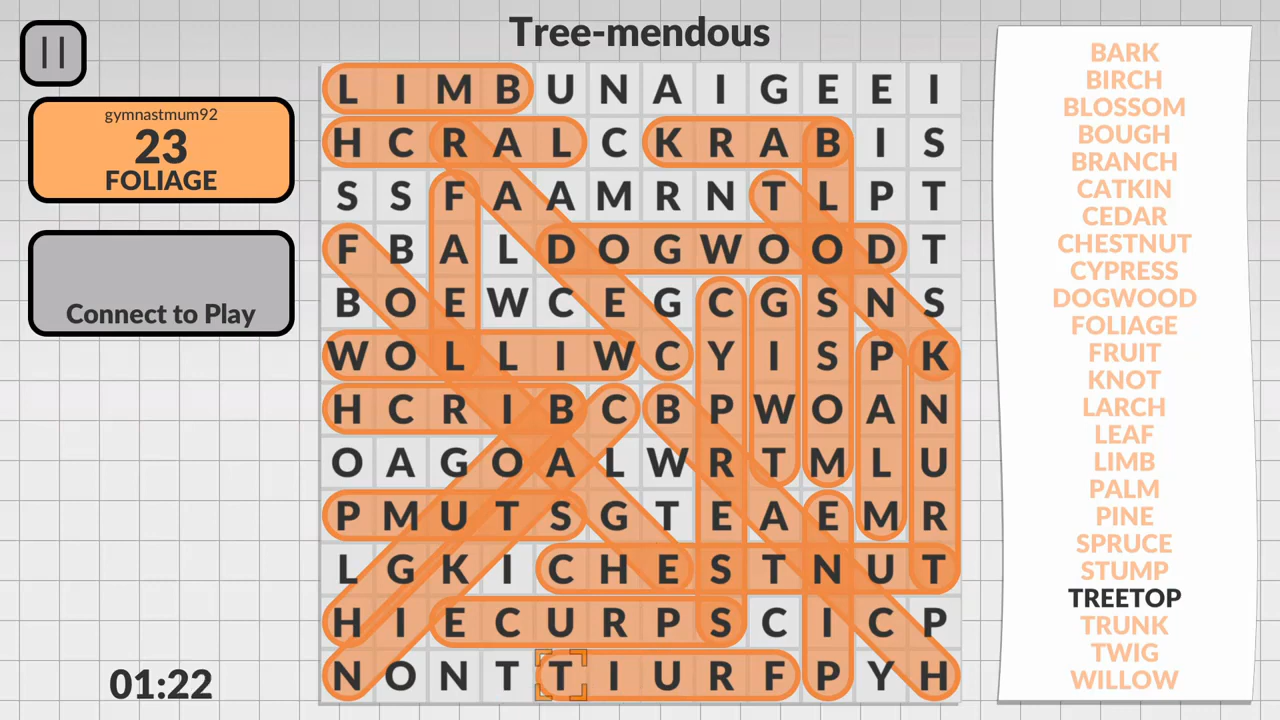 Tree-mendous
gymnastmum92
23
FOLIAGE
Connect to Play
01:22
L I M B U N A I G E E I
H C R A L C K R A B I S
S S F A A M R N T L P T
F B A L D O G W O O D T
B O E W C E G C G S N S
W O L L I W C Y I S P K
H C R I B C B P W O A N
O A G O A L W R T M L U
P M U T S G T E A E M R
L G K I C H E S T N U T
H I E C U R P S C I C P
N O N T T I U R F P Y H
BARK
BIRCH
BLOSSOM
BOUGH
BRANCH
CATKIN
CEDAR
CHESTNUT
CYPRESS
DOGWOOD
FOLIAGE
FRUIT
KNOT
LARCH
LEAF
LIMB
PALM
PINE
SPRUCE
STUMP
TREETOP
TRUNK
TWIG
WILLOW